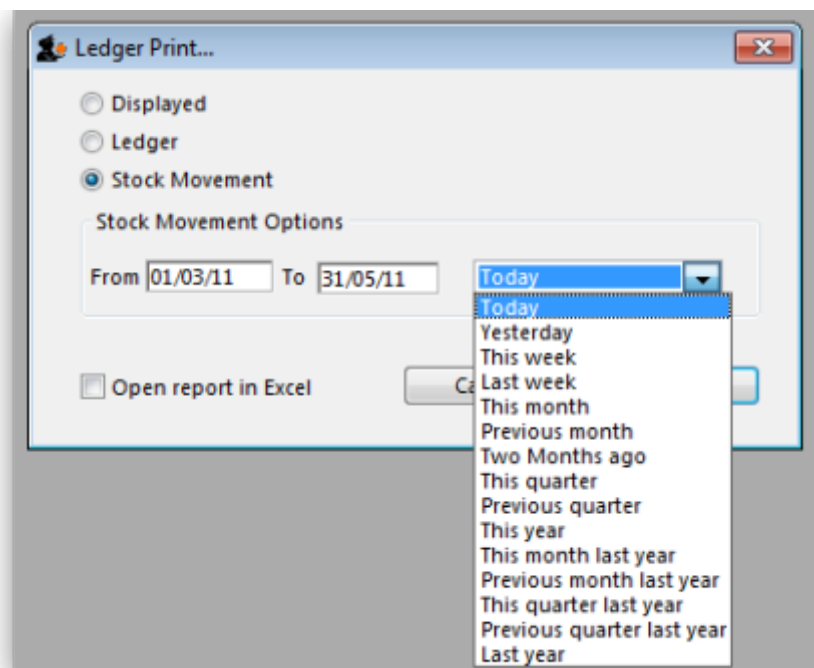 Ledger Print...
Displayed
Ledger
Stock Movement
Stock Movement Options
From 01/03/11 To 31/05/11 Today
Today
Yesterday
This week
Last week
This month
Previous month
Two Months ago
This quarter
Previous quarter
This year
This month last year
Previous month last year
This quarter last year
Previous quarter last year
Last year
Open report in Excel